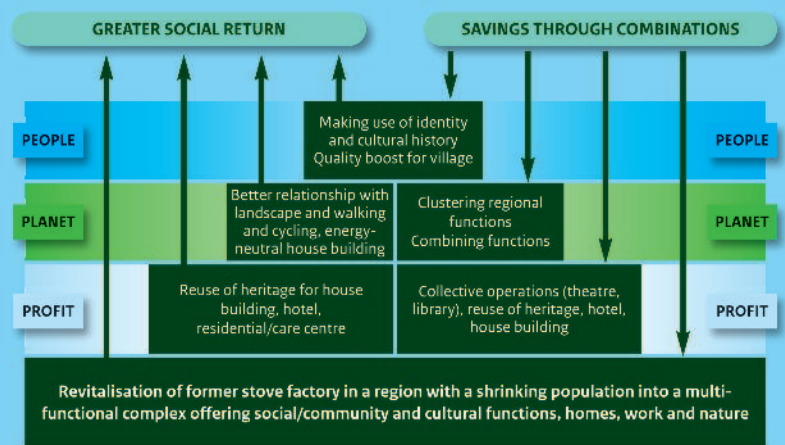 GREATER SOCIAL RETURN
SAVINGS THROUGH COMBINATIONS
PEOPLE
Making use of identity
and cultural history
Quality boost for village
PEOPLE
PLANET
Better relationship with
landscape and walking
and cycling, energy-
neutral house building
Clustering regional
functions
Combining functions
PLANET
PROFIT
Reuse of heritage for house
building, hotel,
residential/care centre
Collective operations (theatre,
library), reuse of heritage, hotel,
house building
PROFIT
Revitalisation of former stove factory in a region with a shrinking population into a multi-
functional complex offering social/community and cultural functions, homes, work and nature